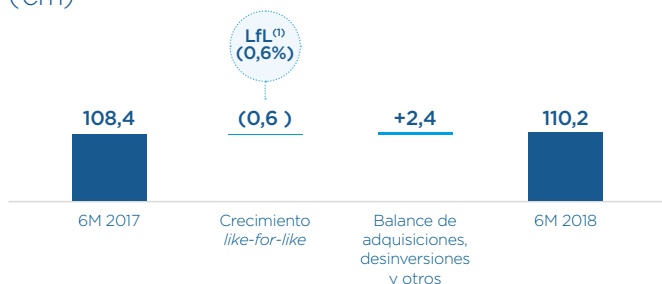 (€m)
LfL⁽¹⁾
(0,6%)
108,4
(0,6 )
+2,4
110,2
6M 2017
Crecimiento
like-for-like
Balance de
adquisiciones,
desinversiones
y otros
6M 2018